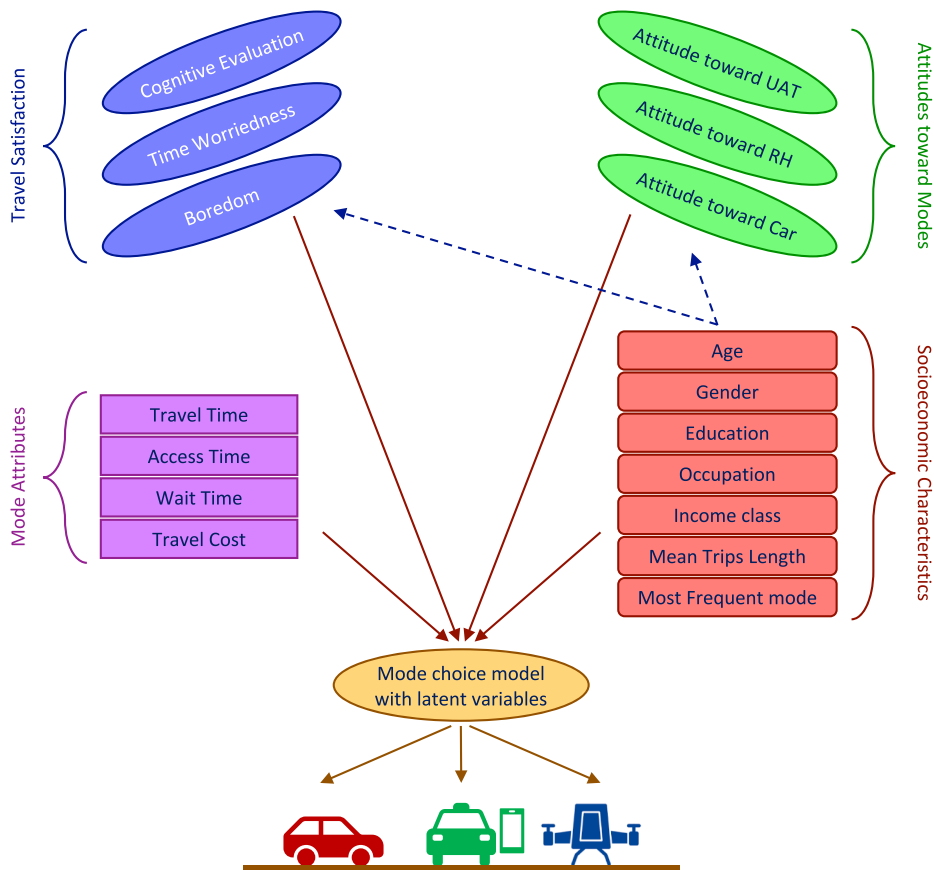 Travel Satisfaction
Cognitive Evaluation
Time Worriedness
Boredom
Attitude toward UAT
Attitude toward RH
Attitude toward Car
Attitudes toward Modes
Mode Attributes
Travel Time
Access Time
Wait Time
Travel Cost
Age
Gender
Education
Occupation
Income class
Mean Trips Length
Most Frequent mode
Socioeconomic Characteristics
Mode choice model
with latent variables